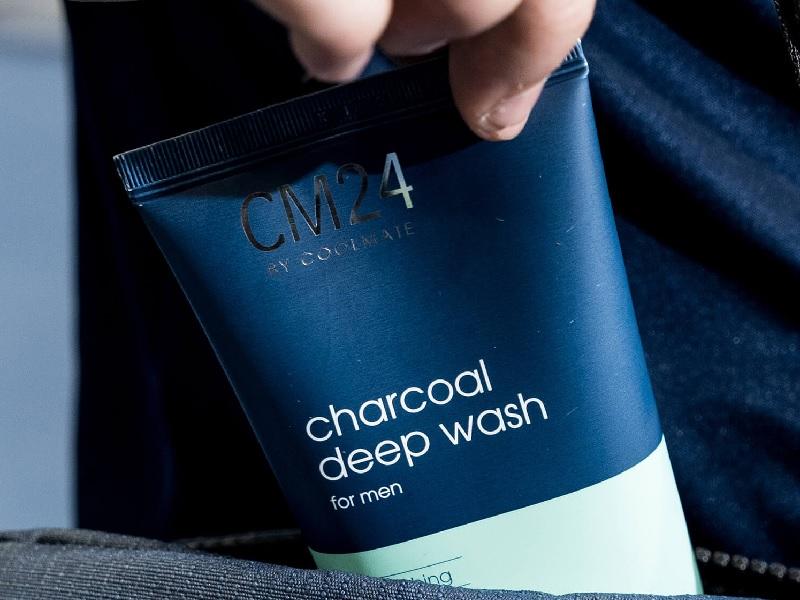 CM24
BY COOLMATE
charcoal
deep wash
for men